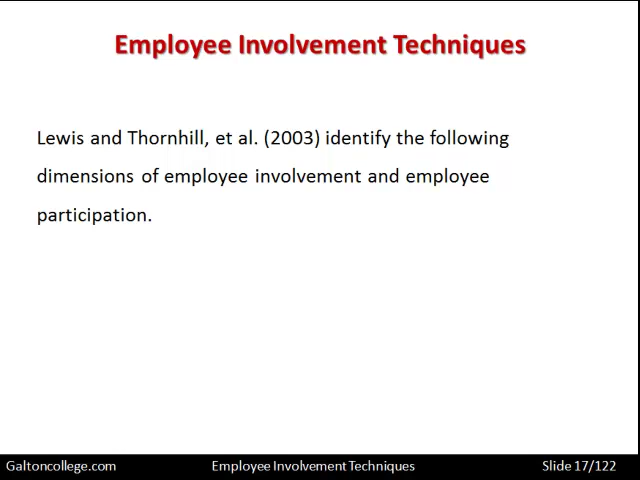 Employee Involvement Techniques
Lewis and Thornhill, et al. (2003) identify the following
dimensions of employee involvement and employee
participation.
Galtoncollege.com
Employee Involvement Techniques
Slide 17/122